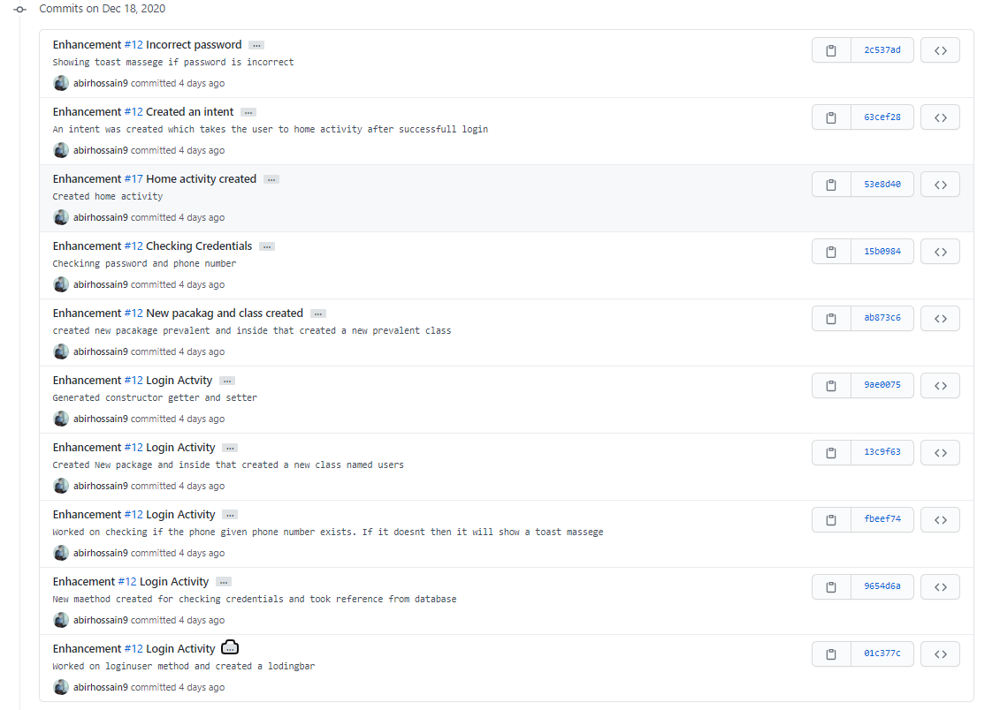 Commits on Dec 18, 2020
Enhancement #12 Incorrect password ...
2c537ad
Showing toast massege if password is incorrect
abirhossain9 committed 4 days ago
Enhancement #12 Created an intent ...
63cef28
An intent was created which takes the user to home activity after successfull login
abirhossain9 committed 4 days ago
Enhancement #17 Home activity created ...
53e8d40
Created home activity
abirhossain9 committed 4 days ago
Enhancement #12 Checking Credentials ...
15b0984
Checkinng password and phone number
abirhossain9 committed 4 days ago
Enhancement #12 New pacakag and class created ...
ab873c6
created new pacakage prevalent and inside that created a new prevalent class
abirhossain9 committed 4 days ago
Enhancement #12 Login Actvity ...
9ae0075
Generated constructor getter and setter
abirhossain9 committed 4 days ago
Enhancement #12 Login Activity ...
13c9f63
Created New package and inside that created a new class named users
abirhossain9 committed 4 days ago
Enhancement #12 Login Activity ...
fbeef74
Worked on checking if the phone given phone number exists. If it doesnt then it will show a toast massege
abirhossain9 committed 4 days ago
Enhacement #12 Login Activity ...
9654d6a
New maethod created for checking credentials and took reference from database
abirhossain9 committed 4 days ago
Enhancement #12 Login Activity ...
01c377c
Worked on loginuser method and created a lodingbar
abirhossain9 committed 4 days ago